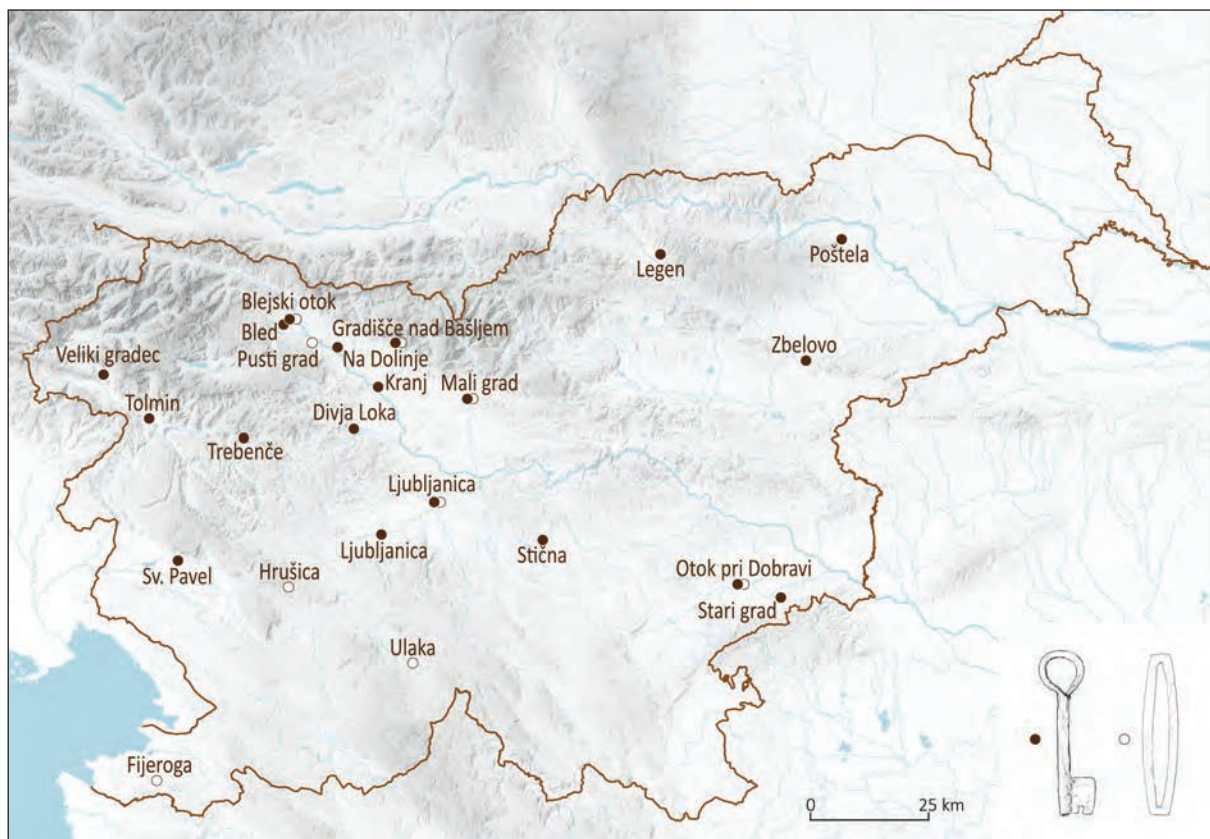 Poštela
Legen
Blejski otok
Bled
Gradišče nad Bašljem
Pusti grad
Na Dolinje
Zbelovo
Veliki gradec
Kranj
Mali grad
Tolmin
Divja Loka
Trebenče
Ljubljanica
Ljubljanica
Stična
Sv. Pavel
Hrušica
Otok pri Dobravi
Stari grad
Ulaka
Fijeroga
0
25 km